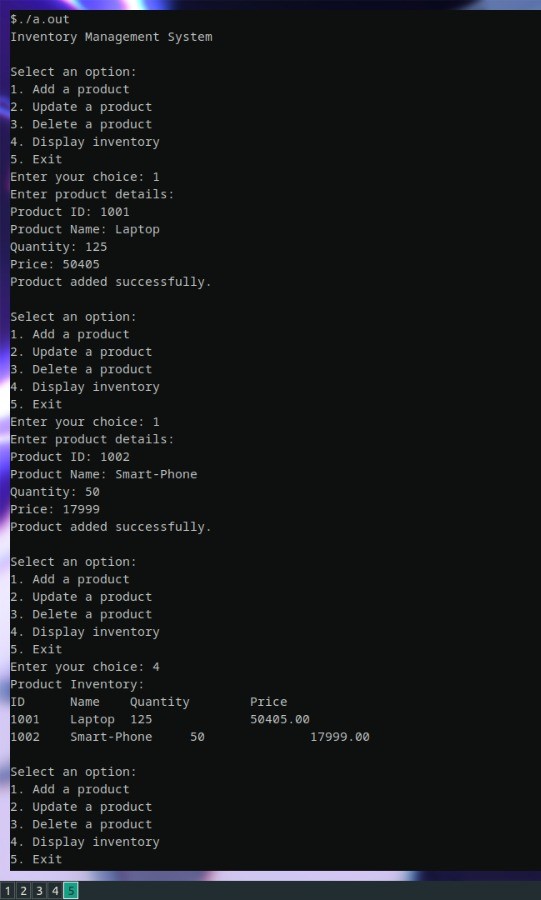 $./a.out
Inventory Management System
Select an option:
1. Add a product
2. Update a product
3. Delete a product
4. Display inventory
5. Exit
Enter your choice: 1
Enter product details:
Product ID: 1001
Product Name: Laptop
Quantity: 125
Price: 50405
Product added successfully.
Select an option:
1. Add a product
2. Update a product
3. Delete a product
4. Display inventory
5. Exit
Enter your choice: 1
Enter product details:
Product ID: 1002
Product Name: Smart-Phone
Quantity: 50
Price: 17999
Product added successfully.
Select an option:
1. Add a product
2. Update a product
3. Delete a product
4. Display inventory
5. Exit
Enter your choice: 4
Product Inventory:
ID      Name    Quantity        Price
1001    Laptop  125             50405.00
1002    Smart-Phone     50              17999.00
Select an option:
1. Add a product
2. Update a product
3. Delete a product
4. Display inventory
5. Exit
1 2 3 4 5